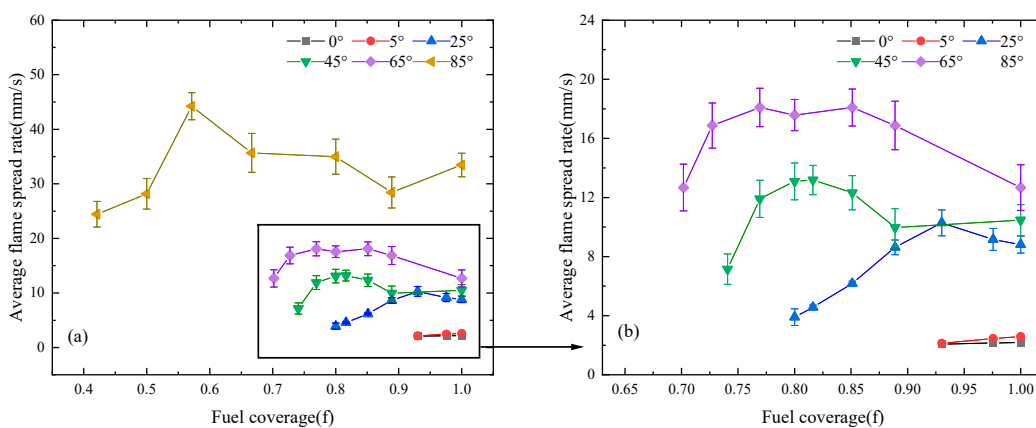 60
50
40
30
20
10
0
0.4 0.5 0.6 0.7 0.8 0.9 1.0
Average flame spread rate(mm/s)
Fuel coverage(f)
0° 5° 25°
45° 65° 85°
(a)
24
20
16
12
8
4
0
0.65 0.70 0.75 0.80 0.85 0.90 0.95 1.00
Average flame spread rate(mm/s)
Fuel coverage(f)
0° 5° 25°
45° 65° 85°
(b)